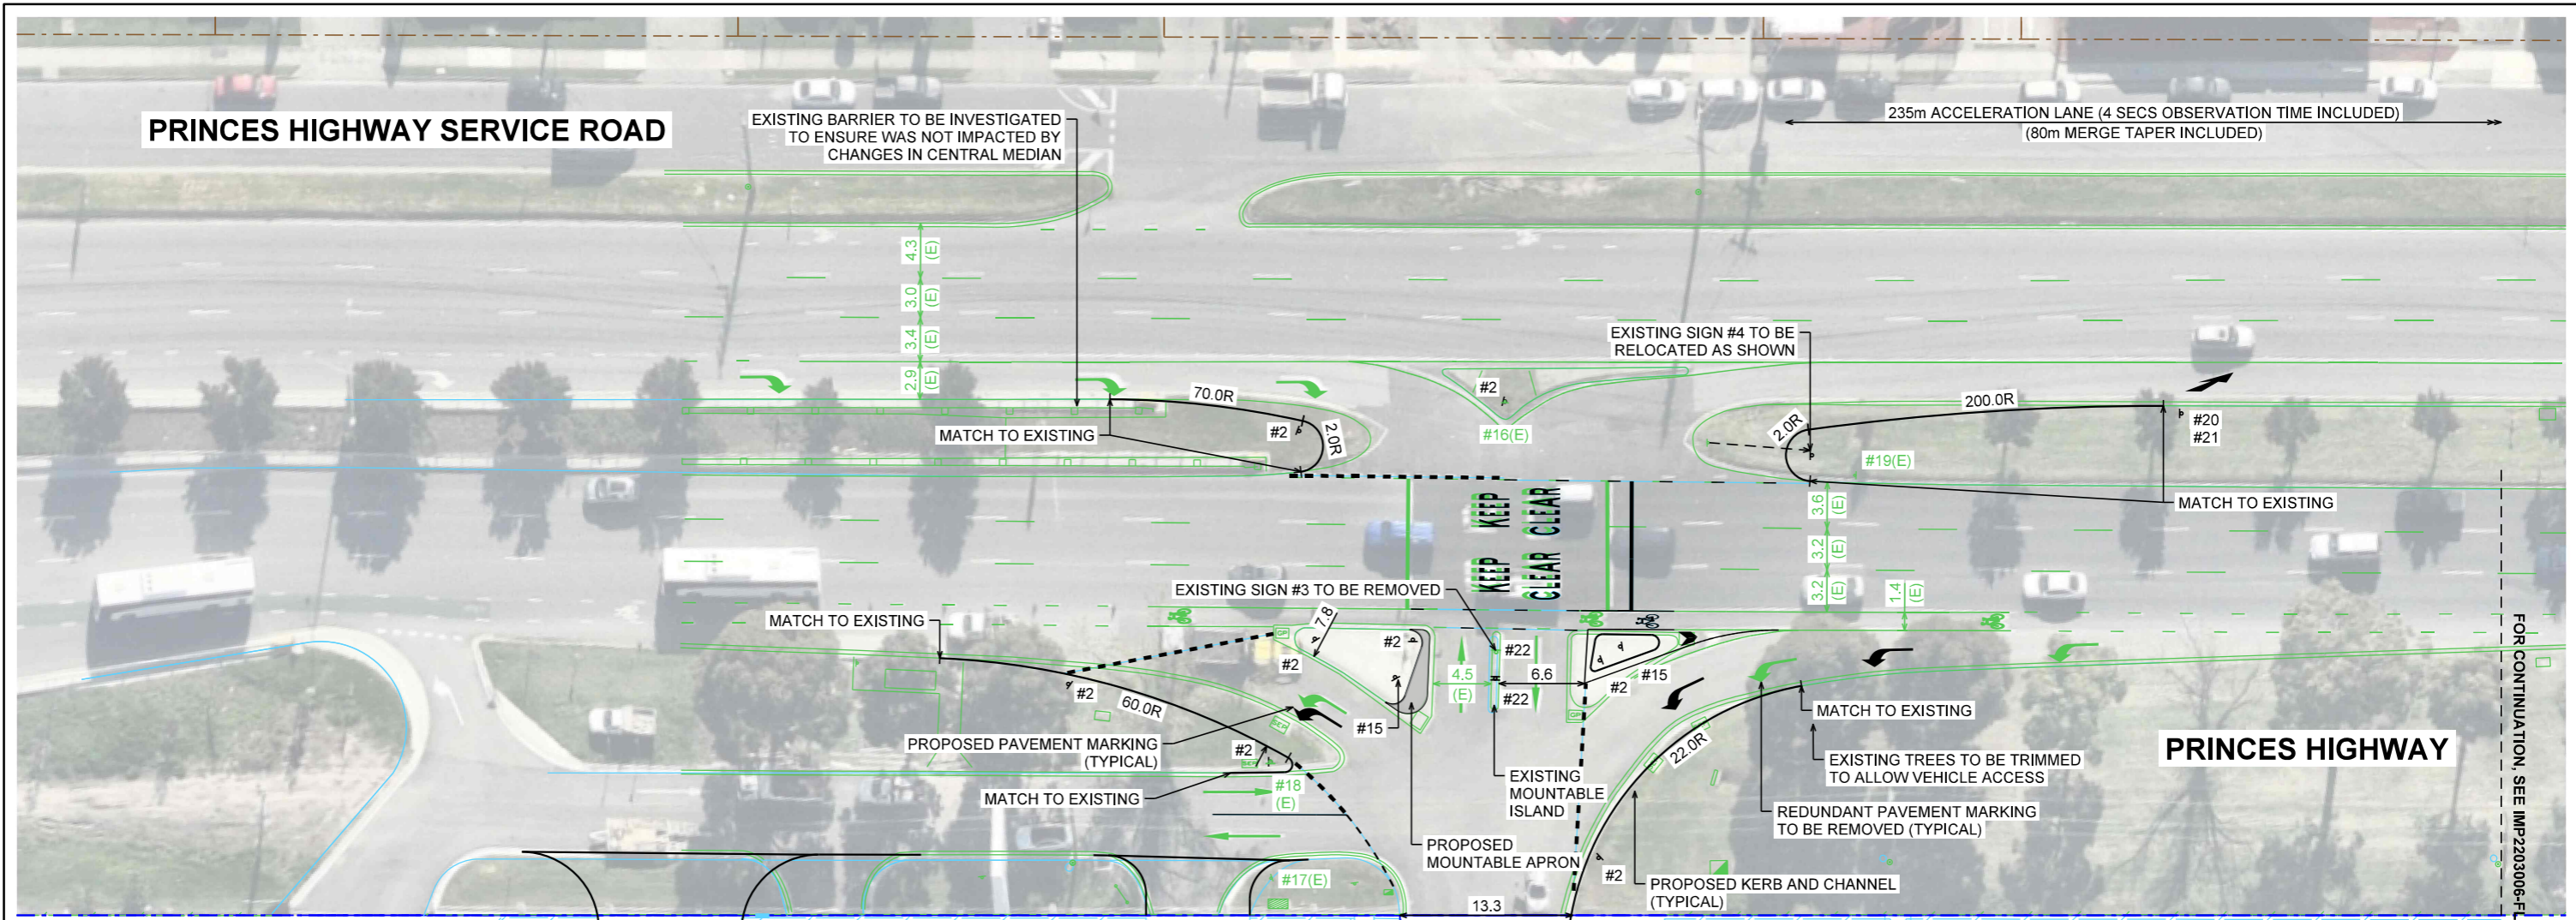 PRINCES HIGHWAY SERVICE ROAD
EXISTING BARRIER TO BE INVESTIGATED
TO ENSURE WAS NOT IMPACTED BY
CHANGES IN CENTRAL MEDIAN
235m ACCELERATION LANE (4 SECS OBSERVATION TIME INCLUDED)
(80m MERGE TAPER INCLUDED)
4.3
(E)
3.0
(E)
3.4
(E)
2.9
(E)
EXISTING SIGN #4 TO BE
RELOCATED AS SHOWN
70.0R
#2
2.0R
MATCH TO EXISTING
#2
#16(E)
200.0R
2.0R
#20
#21
#19(E)
MATCH TO EXISTING
KEEP
CLEAR
KEEP
CLEAR
3.6
(E)
3.2
(E)
3.2
(E)
1.4
(E)
EXISTING SIGN #3 TO BE REMOVED
MATCH TO EXISTING
7.8
#2
#2
#22
4.5
(E)
6.6
#22
#2
#15
#2
60.0R
#15
PROPOSED PAVEMENT MARKING
(TYPICAL)
#2
MATCH TO EXISTING
#18
(E)
EXISTING
MOUNTABLE
ISLAND
22.0R
MATCH TO EXISTING
EXISTING TREES TO BE TRIMMED
TO ALLOW VEHICLE ACCESS
REDUNDANT PAVEMENT MARKING
TO BE REMOVED (TYPICAL)
PRINCES HIGHWAY
PROPOSED
MOUNTABLE APRON
#2
PROPOSED KERB AND CHANNEL
(TYPICAL)
#17(E)
13.3
FOR CONTINUATION, SEE IMP2203006-FL